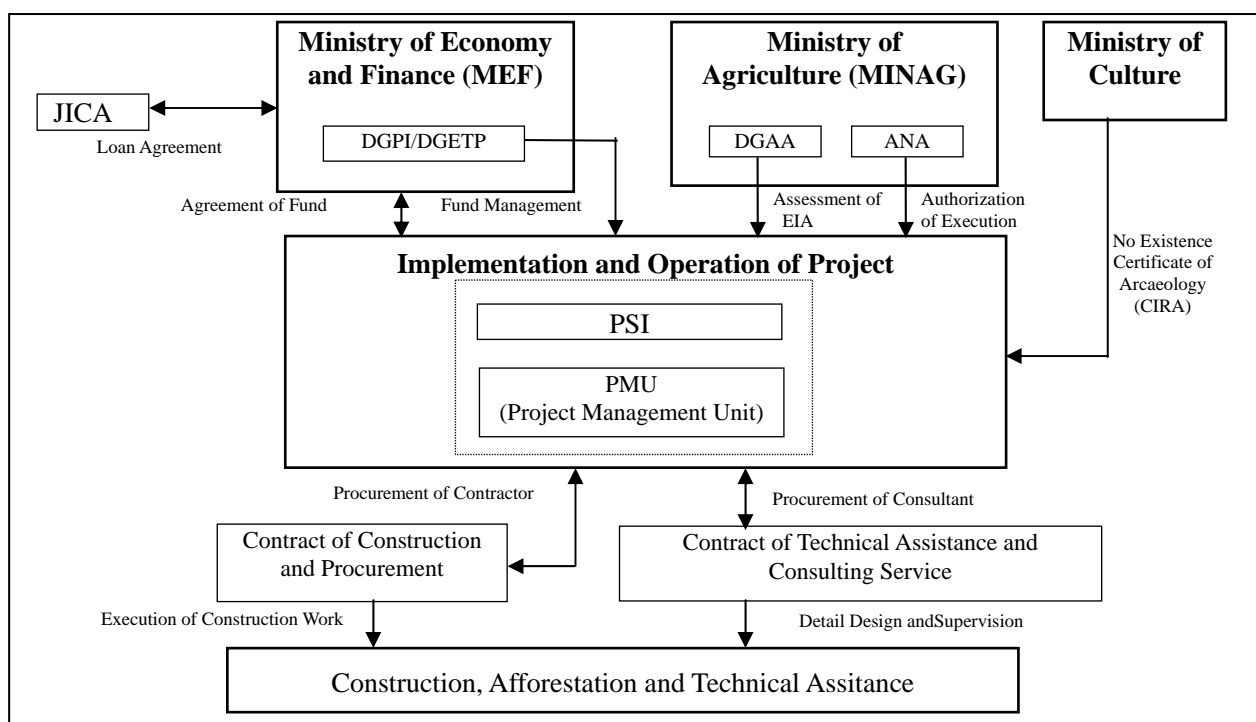 Ministry of Economy
and Finance (MEF)
Ministry of
Agriculture (MINAG)
Ministry of
Culture
JICA
Loan Agreement
DGPI/DGETP
DGAA
ANA
Agreement of Fund
Fund Management
Assessment of
EIA
Authorization
of Execution
No Existence
Certificate of
Arcaeology
(CIRA)
Implementation and Operation of Project
PSI
PMU
(Project Management Unit)
Procurement of Contractor
Procurement of Consultant
Contract of Construction
and Procurement
Contract of Technical Assistance and
Consulting Service
Execution of Construction Work
Detail Design andSupervision
Construction, Afforestation and Technical Assitance